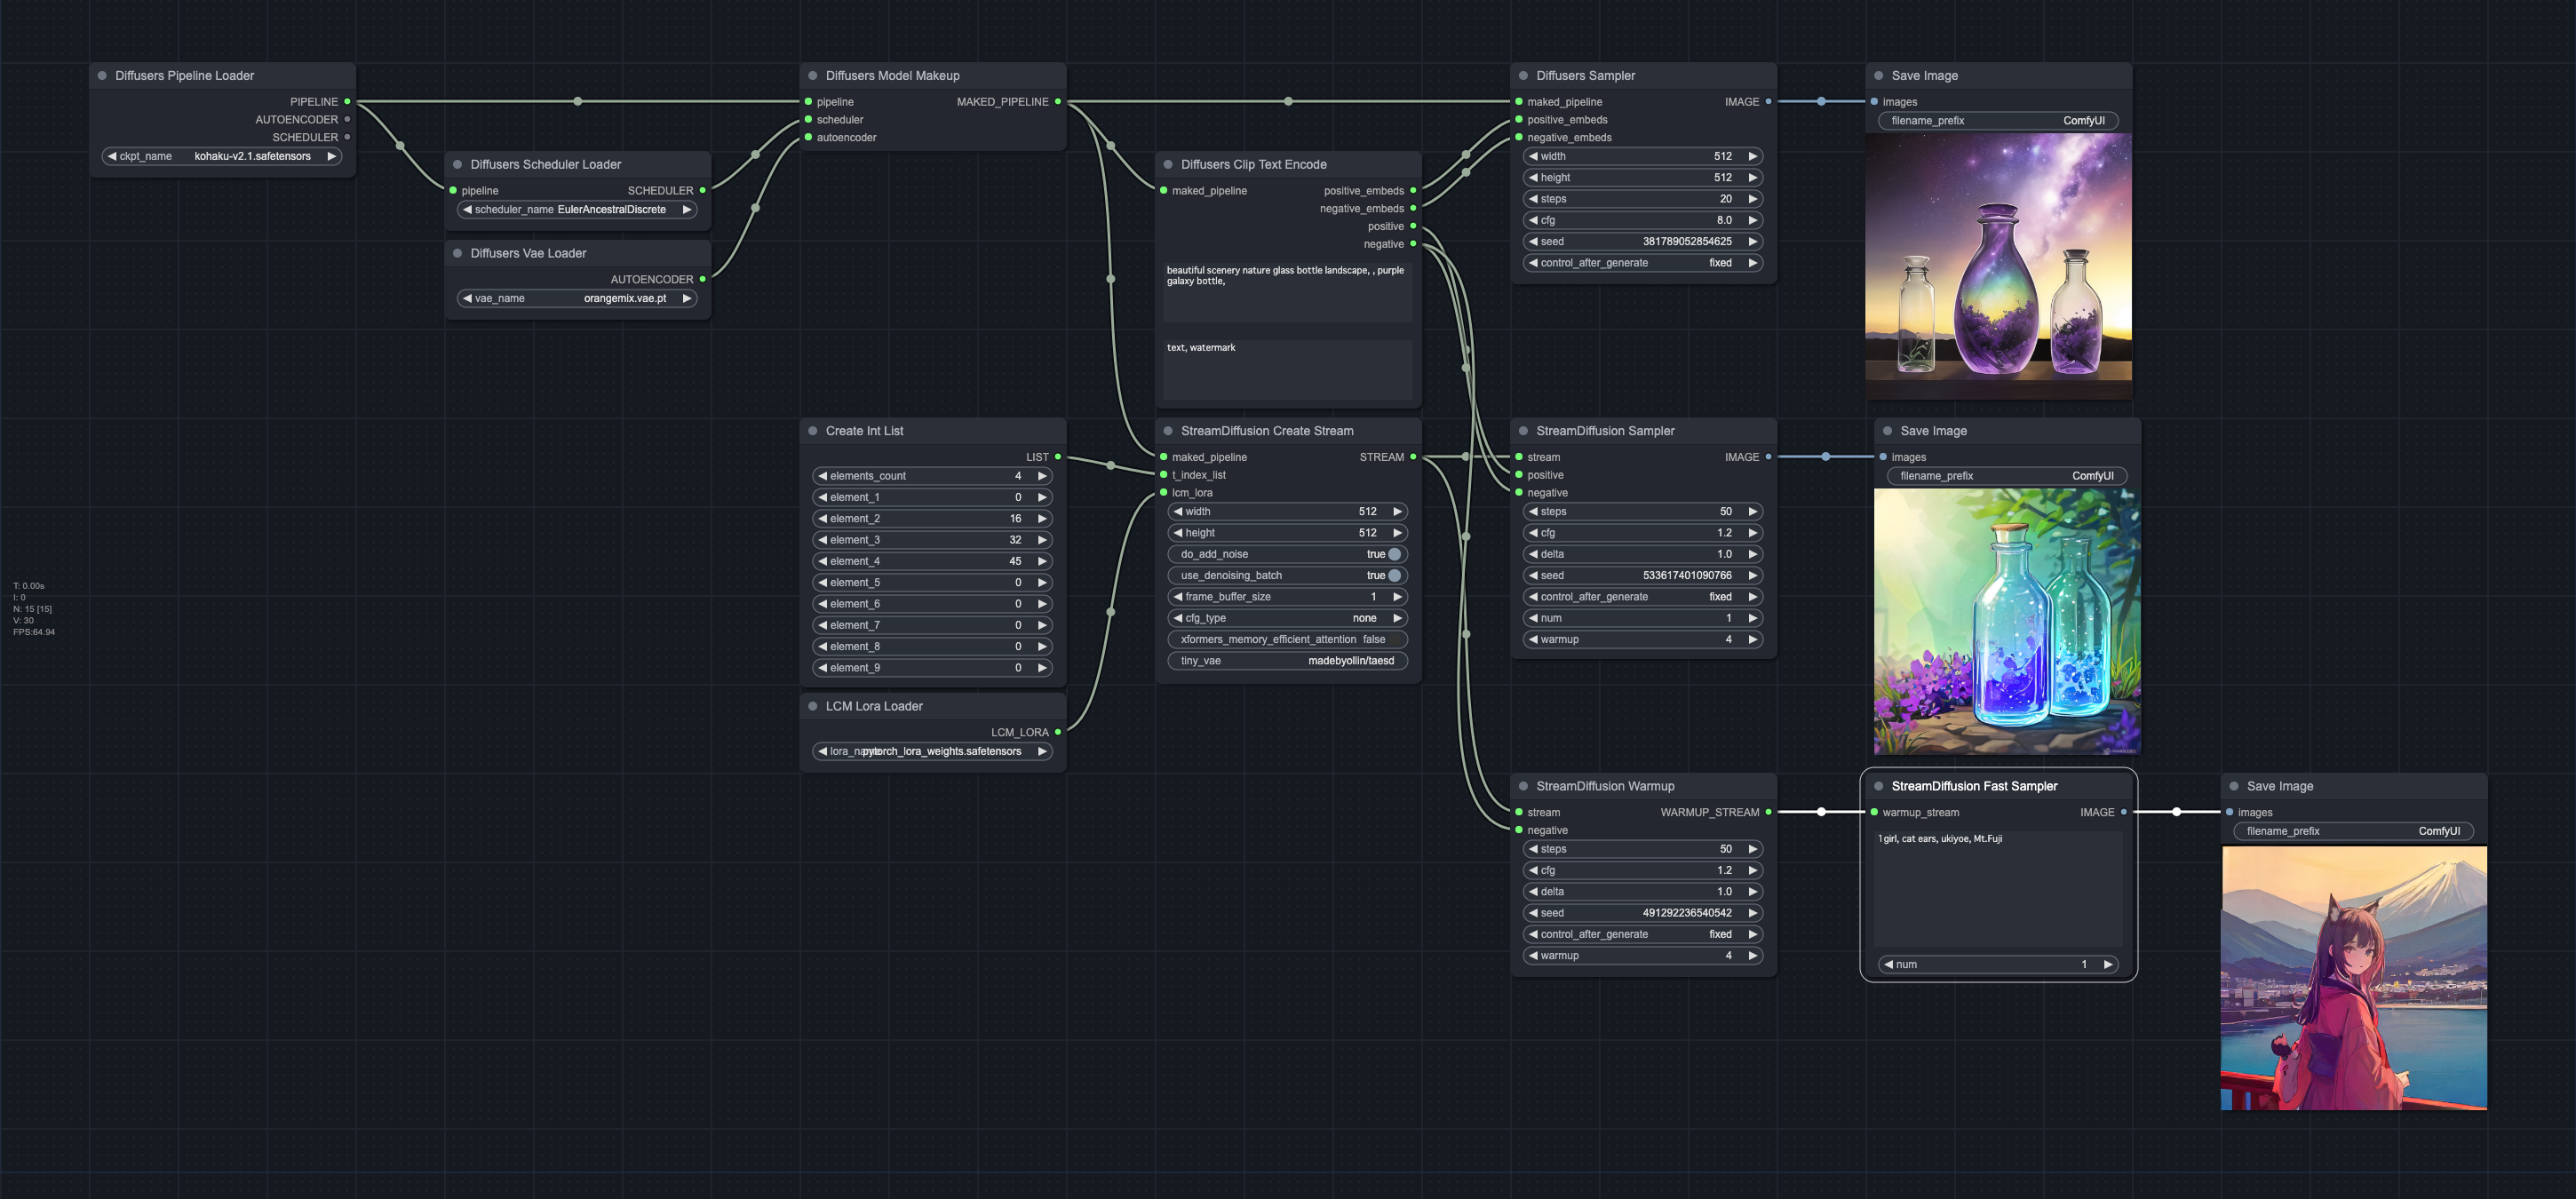 Diffusers Pipeline Loader
PIPELINE
AUTOENCODER
SCHEDULER
ckpt_name kohaku-v2.1.safetensors
Diffusers Scheduler Loader
pipeline SCHEDULER
scheduler_name EulerAncestralDiscrete
Diffusers Vae Loader
AUTOENCODER
vae_name orangemix.vae.pt
Diffusers Model Makeup
pipeline MAKED_PIPELINE
scheduler
autoencoder
Diffusers Clip Text Encode
maked_pipeline positive_embeds
negative_embeds
positive
negative
beautiful scenery nature glass bottle landscape, , purple
galaxy bottle,
text, watermark
Diffusers Sampler
maked_pipeline IMAGE
positive_embeds
negative_embeds
width 512
height 512
steps 20
cfg 8.0
seed 381789052854625
control_after_generate fixed
Save Image
images
filename_prefix ComfyUI
Create Int List
LIST
elements_count 4
element_1 0
element_2 16
element_3 32
element_4 45
element_5 0
element_6 0
element_7 0
element_8 0
element_9 0
LCM Lora Loader
LCM_LORA
pytorch_lora_weights.safetensors
StreamDiffusion Create Stream
maked_pipeline STREAM
t_index_list
lcm_lora
width 512
height 512
do_add_noise true
use_denoising_batch true
frame_buffer_size 1
cfg_type none
xformers_memory_efficient_attention false
tiny_vae madebyollin/taesd
StreamDiffusion Sampler
stream IMAGE
positive
negative
steps 50
cfg 1.2
delta 1.0
seed 533617401090766
control_after_generate fixed
num 1
warmup 4
Save Image
images
filename_prefix ComfyUI
StreamDiffusion Warmup
stream WARMUP_STREAM
negative
steps 50
cfg 1.2
delta 1.0
seed 491292236540542
control_after_generate fixed
warmup 4
StreamDiffusion Fast Sampler
warmup_stream IMAGE
1girl, cat ears, ukiyoe, Mt.Fuji
num 1
Save Image
images
filename_prefix ComfyUI
T: 0.00s
I: 0
N: 15 [15]
V: 30
FPS:64.94